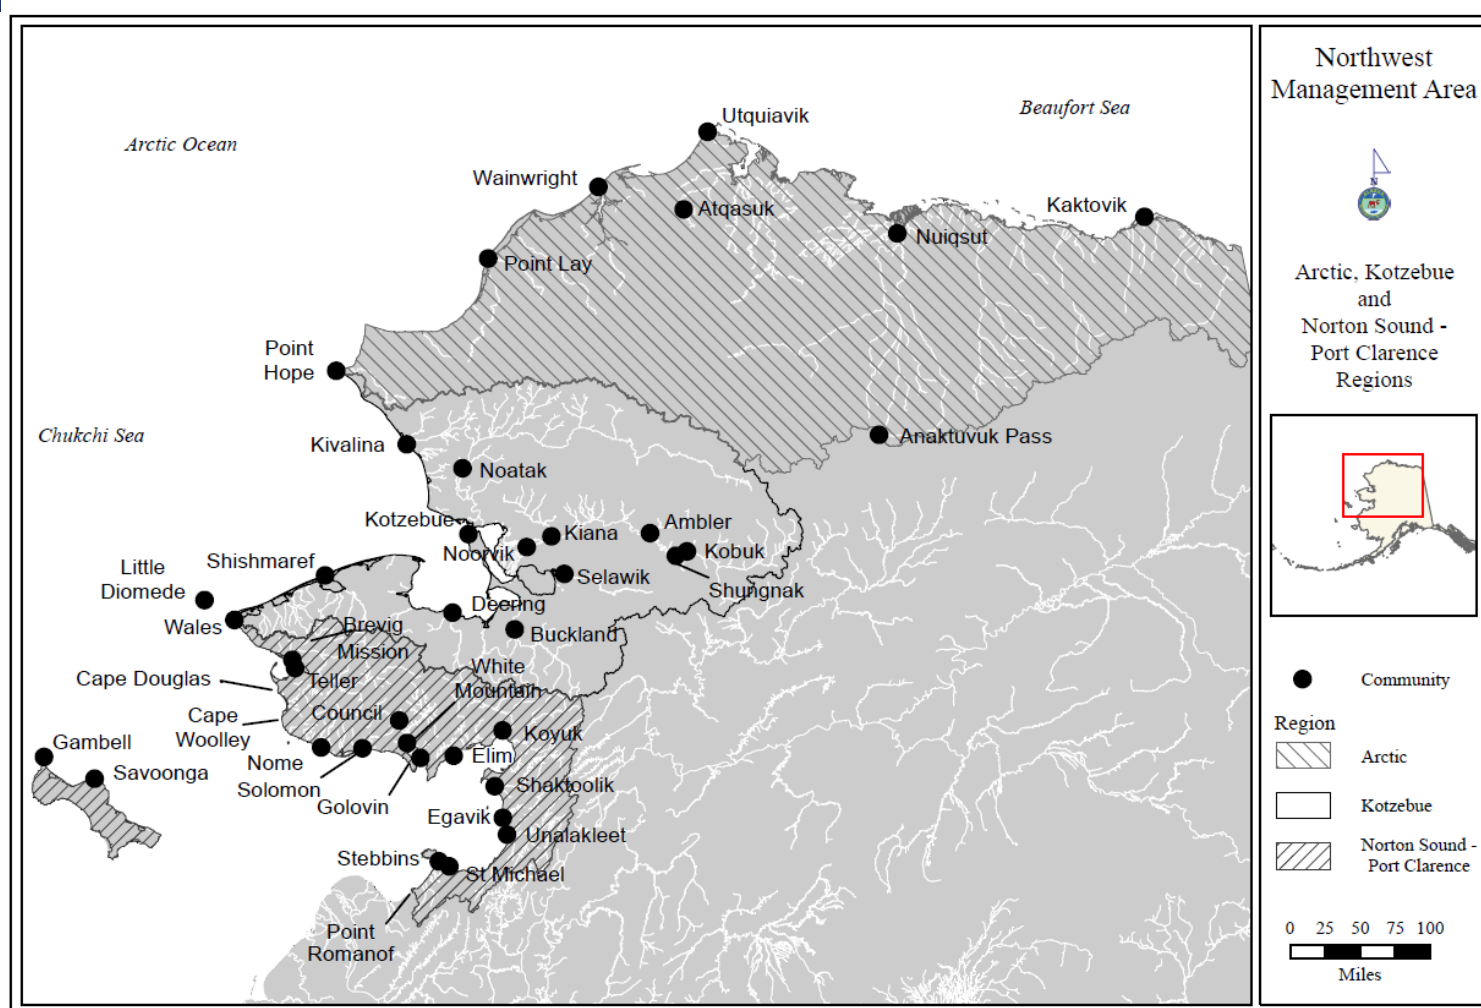 Northwest
Management Area
Arctic Ocean
Beaufort Sea
Utquiavik
Wainwright
Atqasuk
Kaktovik
Nuiqsut
Point Lay
Point
Hope
Chukchi Sea
Anaktuvuk Pass
Kivalina
Noatak
Kotzebue
Kiana
Ambler
Noorvik
Kobuk
Selawik
Shungnak
Shishmaref
Little
Diomede
Deering
Wales
Brevig
Mission
Buckland
White
Mountain
Teller
Cape Douglas
Council
Cape
Woolley
Koyuk
Gambell
Savoonga
Nome
Elim
Solomon
Shaktoolik
Golovin
Egavik
Unalakleet
Stebbins
St Michael
Point
Romanof
N
Arctic, Kotzebue
and
Norton Sound -
Port Clarence
Regions
Community
Region
Arctic
Kotzebue
Norton Sound -
Port Clarence
0 25 50 75 100
Miles